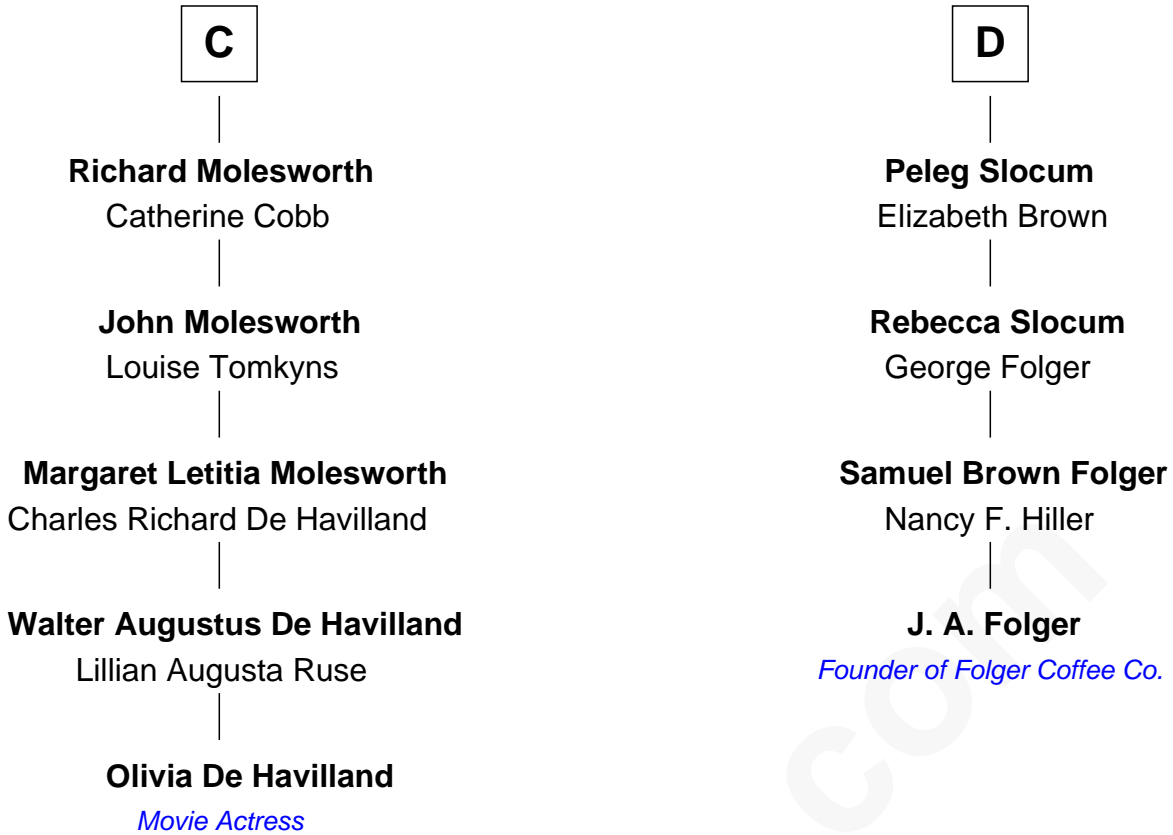 C
Richard Molesworth
Catherine Cobb
John Molesworth
Louise Tomkyns
Margaret Letitia Molesworth
Charles Richard De Havilland
Walter Augustus De Havilland
Lillian Augusta Ruse
Olivia De Havilland
Movie Actress
D
Peleg Slocum
Elizabeth Brown
Rebecca Slocum
George Folger
Samuel Brown Folger
Nancy F. Hiller
J. A. Folger
Founder of Folger Coffee Co.
com